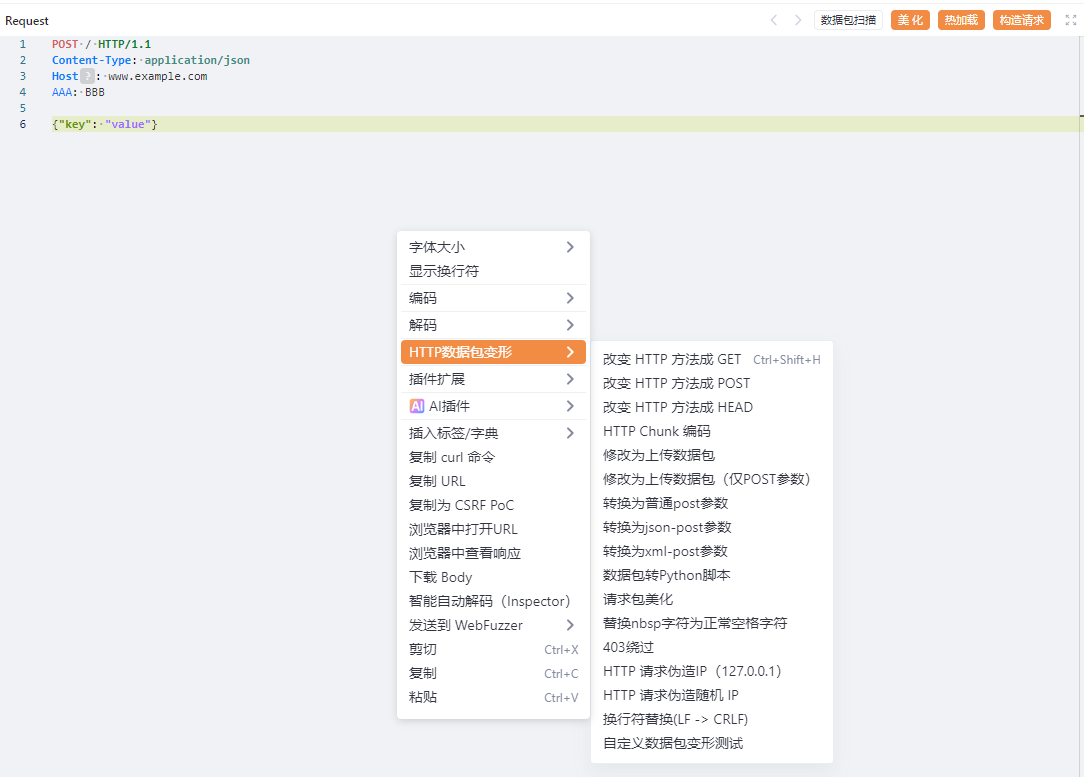 Request
数据包扫描
美 化
热加载
构造请求
1 POST / HTTP/1.1
2 Content-Type: application/json
3 Host ? : www.example.com
4 AAA: BBB
5
6 {"key": "value"}
字体大小
显示换行符
编码
解码
HTTP数据包变形
插件扩展
AI AI插件
插入标签/字典
复制 curl 命令
复制 URL
复制为 CSRF PoC
浏览器中打开URL
浏览器中查看响应
下载 Body
智能自动解码（Inspector）
发送到 WebFuzzer
剪切 Ctrl+X
复制 Ctrl+C
粘贴 Ctrl+V
改变 HTTP 方法成 GET Ctrl+Shift+H
改变 HTTP 方法成 POST
改变 HTTP 方法成 HEAD
HTTP Chunk 编码
修改为上传数据包
修改为上传数据包（仅POST参数）
转换为普通post参数
转换为json-post参数
转换为xml-post参数
数据包转Python脚本
请求包美化
替换nbsp字符为正常空格字符
403绕过
HTTP 请求伪造IP（127.0.0.1）
HTTP 请求伪造随机 IP
换行符替换(LF -> CRLF)
自定义数据包变形测试